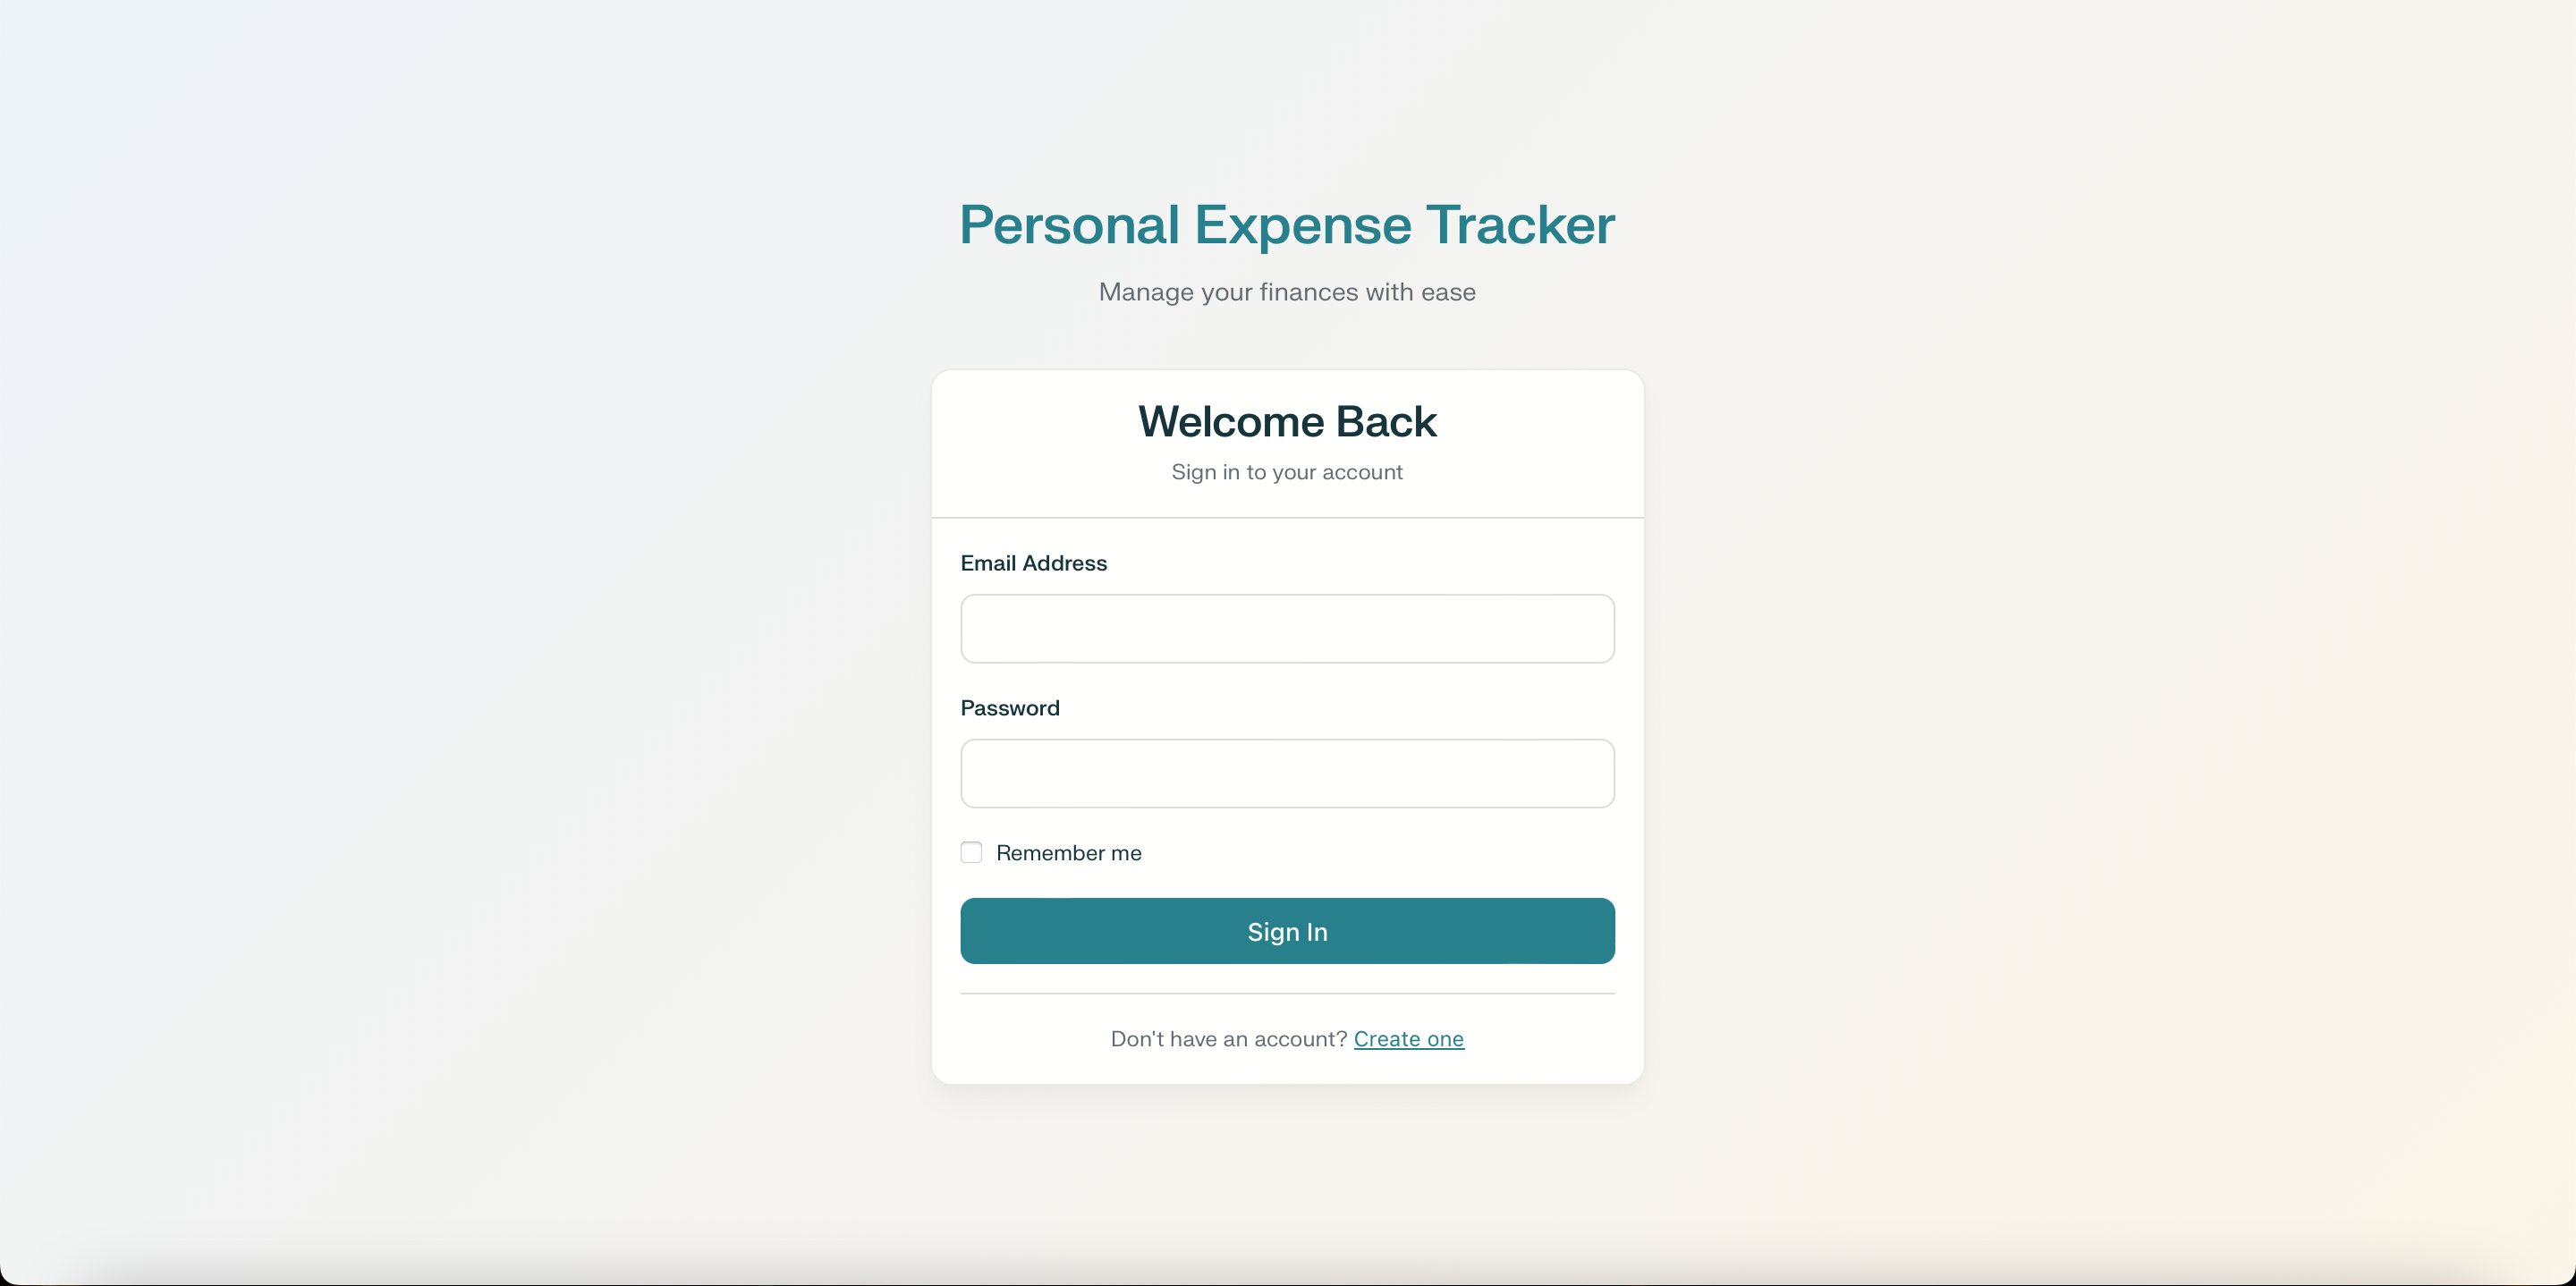 Personal Expense Tracker
Manage your finances with ease
Welcome Back
Sign in to your account
Email Address
Password
Remember me
Sign In
Don't have an account? Create one